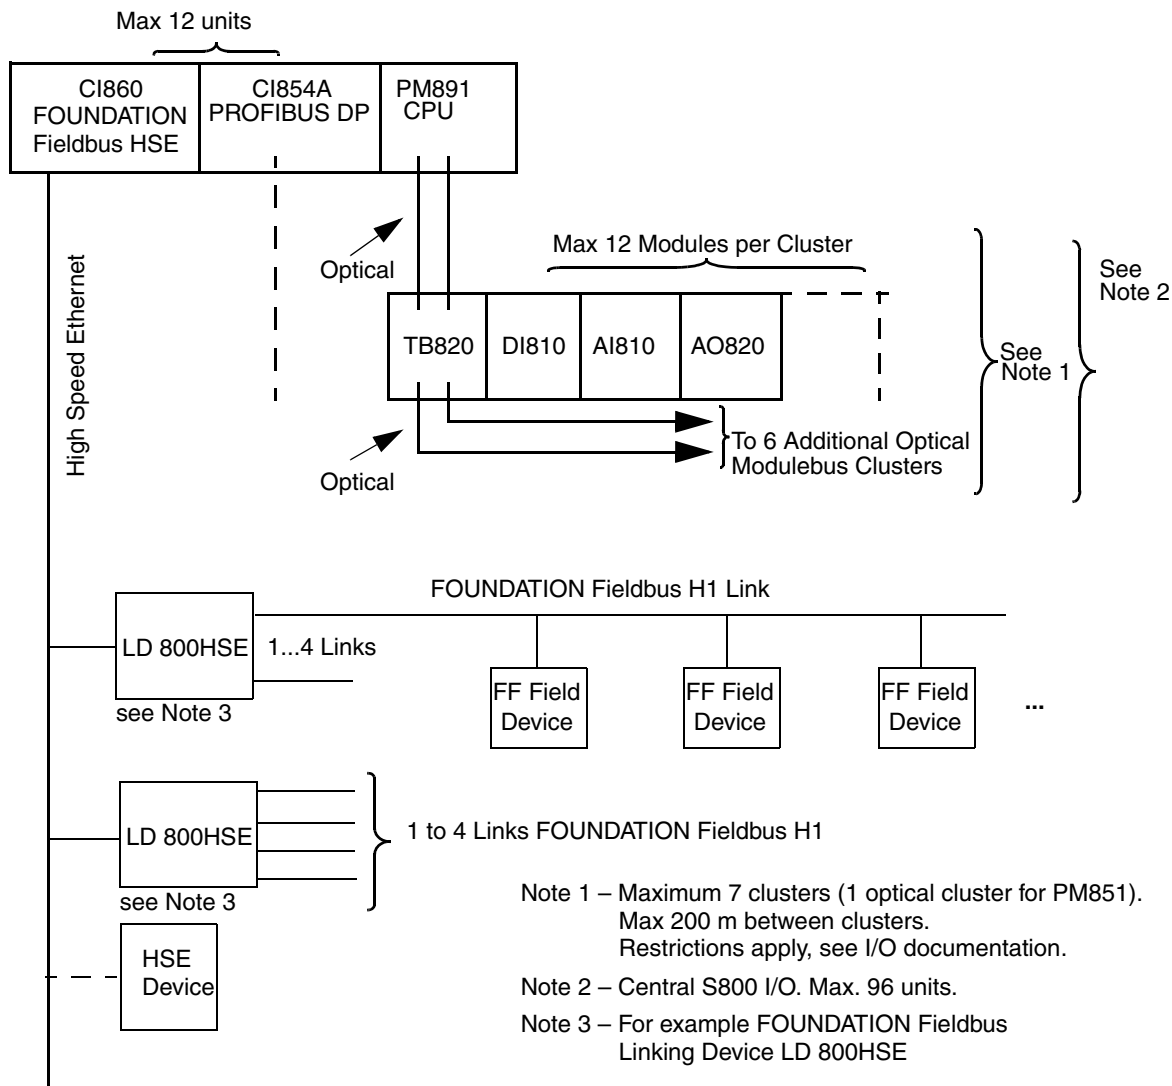 Max 12 units
CI860
FOUNDATION
Fieldbus HSE
CI854A
PROFIBUS DP
PM891
CPU
High Speed Ethernet
Optical
Max 12 Modules per Cluster
TB820
DI810
AI810
AO820
See
Note 1
See
Note 2
Optical
To 6 Additional Optical
Modulebus Clusters
FOUNDATION Fieldbus H1 Link
LD 800HSE
1...4 Links
see Note 3
FF Field
Device
FF Field
Device
FF Field
Device
...
LD 800HSE
see Note 3
1 to 4 Links FOUNDATION Fieldbus H1
HSE
Device
Note 1 – Maximum 7 clusters (1 optical cluster for PM851).
Max 200 m between clusters.
Restrictions apply, see I/O documentation.
Note 2 – Central S800 I/O. Max. 96 units.
Note 3 – For example FOUNDATION Fieldbus
Linking Device LD 800HSE